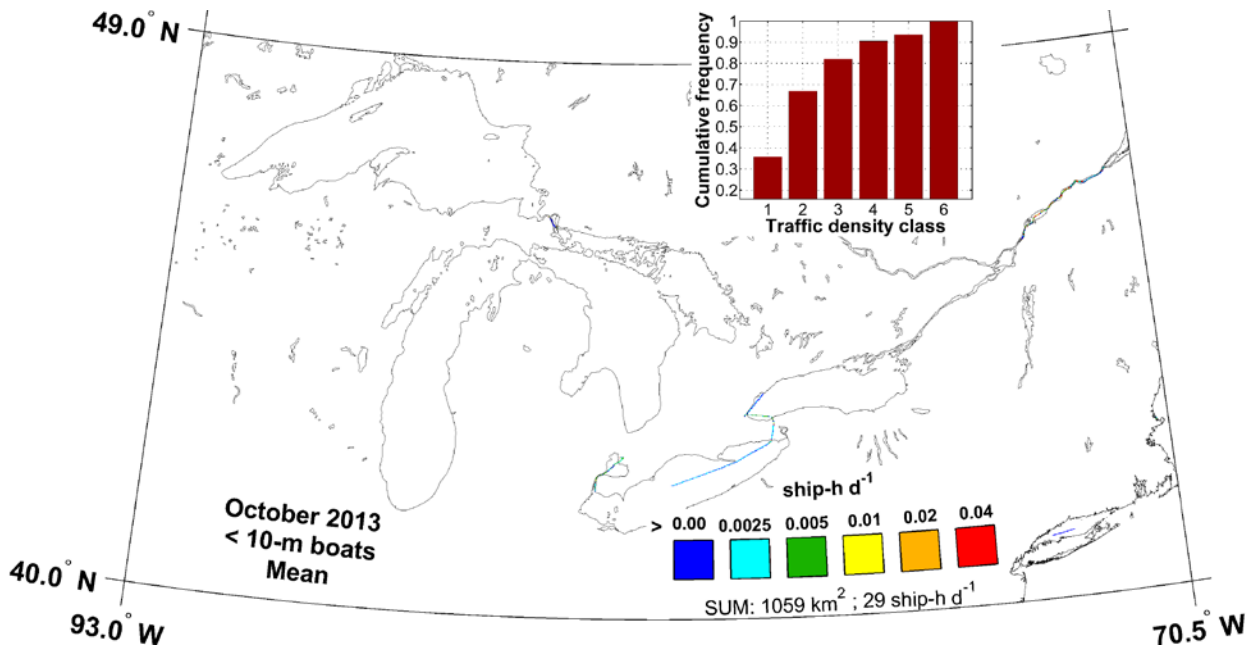 49.0° N
Cumulative frequency
1
0.9
0.8
0.7
0.6
0.5
0.4
0.3
0.2
1 2 3 4 5 6
Traffic density class
October 2013
< 10-m boats
Mean
ship-h d⁻¹
> 0.00 0.0025 0.005 0.01 0.02 0.04
SUM: 1059 km² ; 29 ship-h d⁻¹
40.0° N
93.0° W
70.5° W